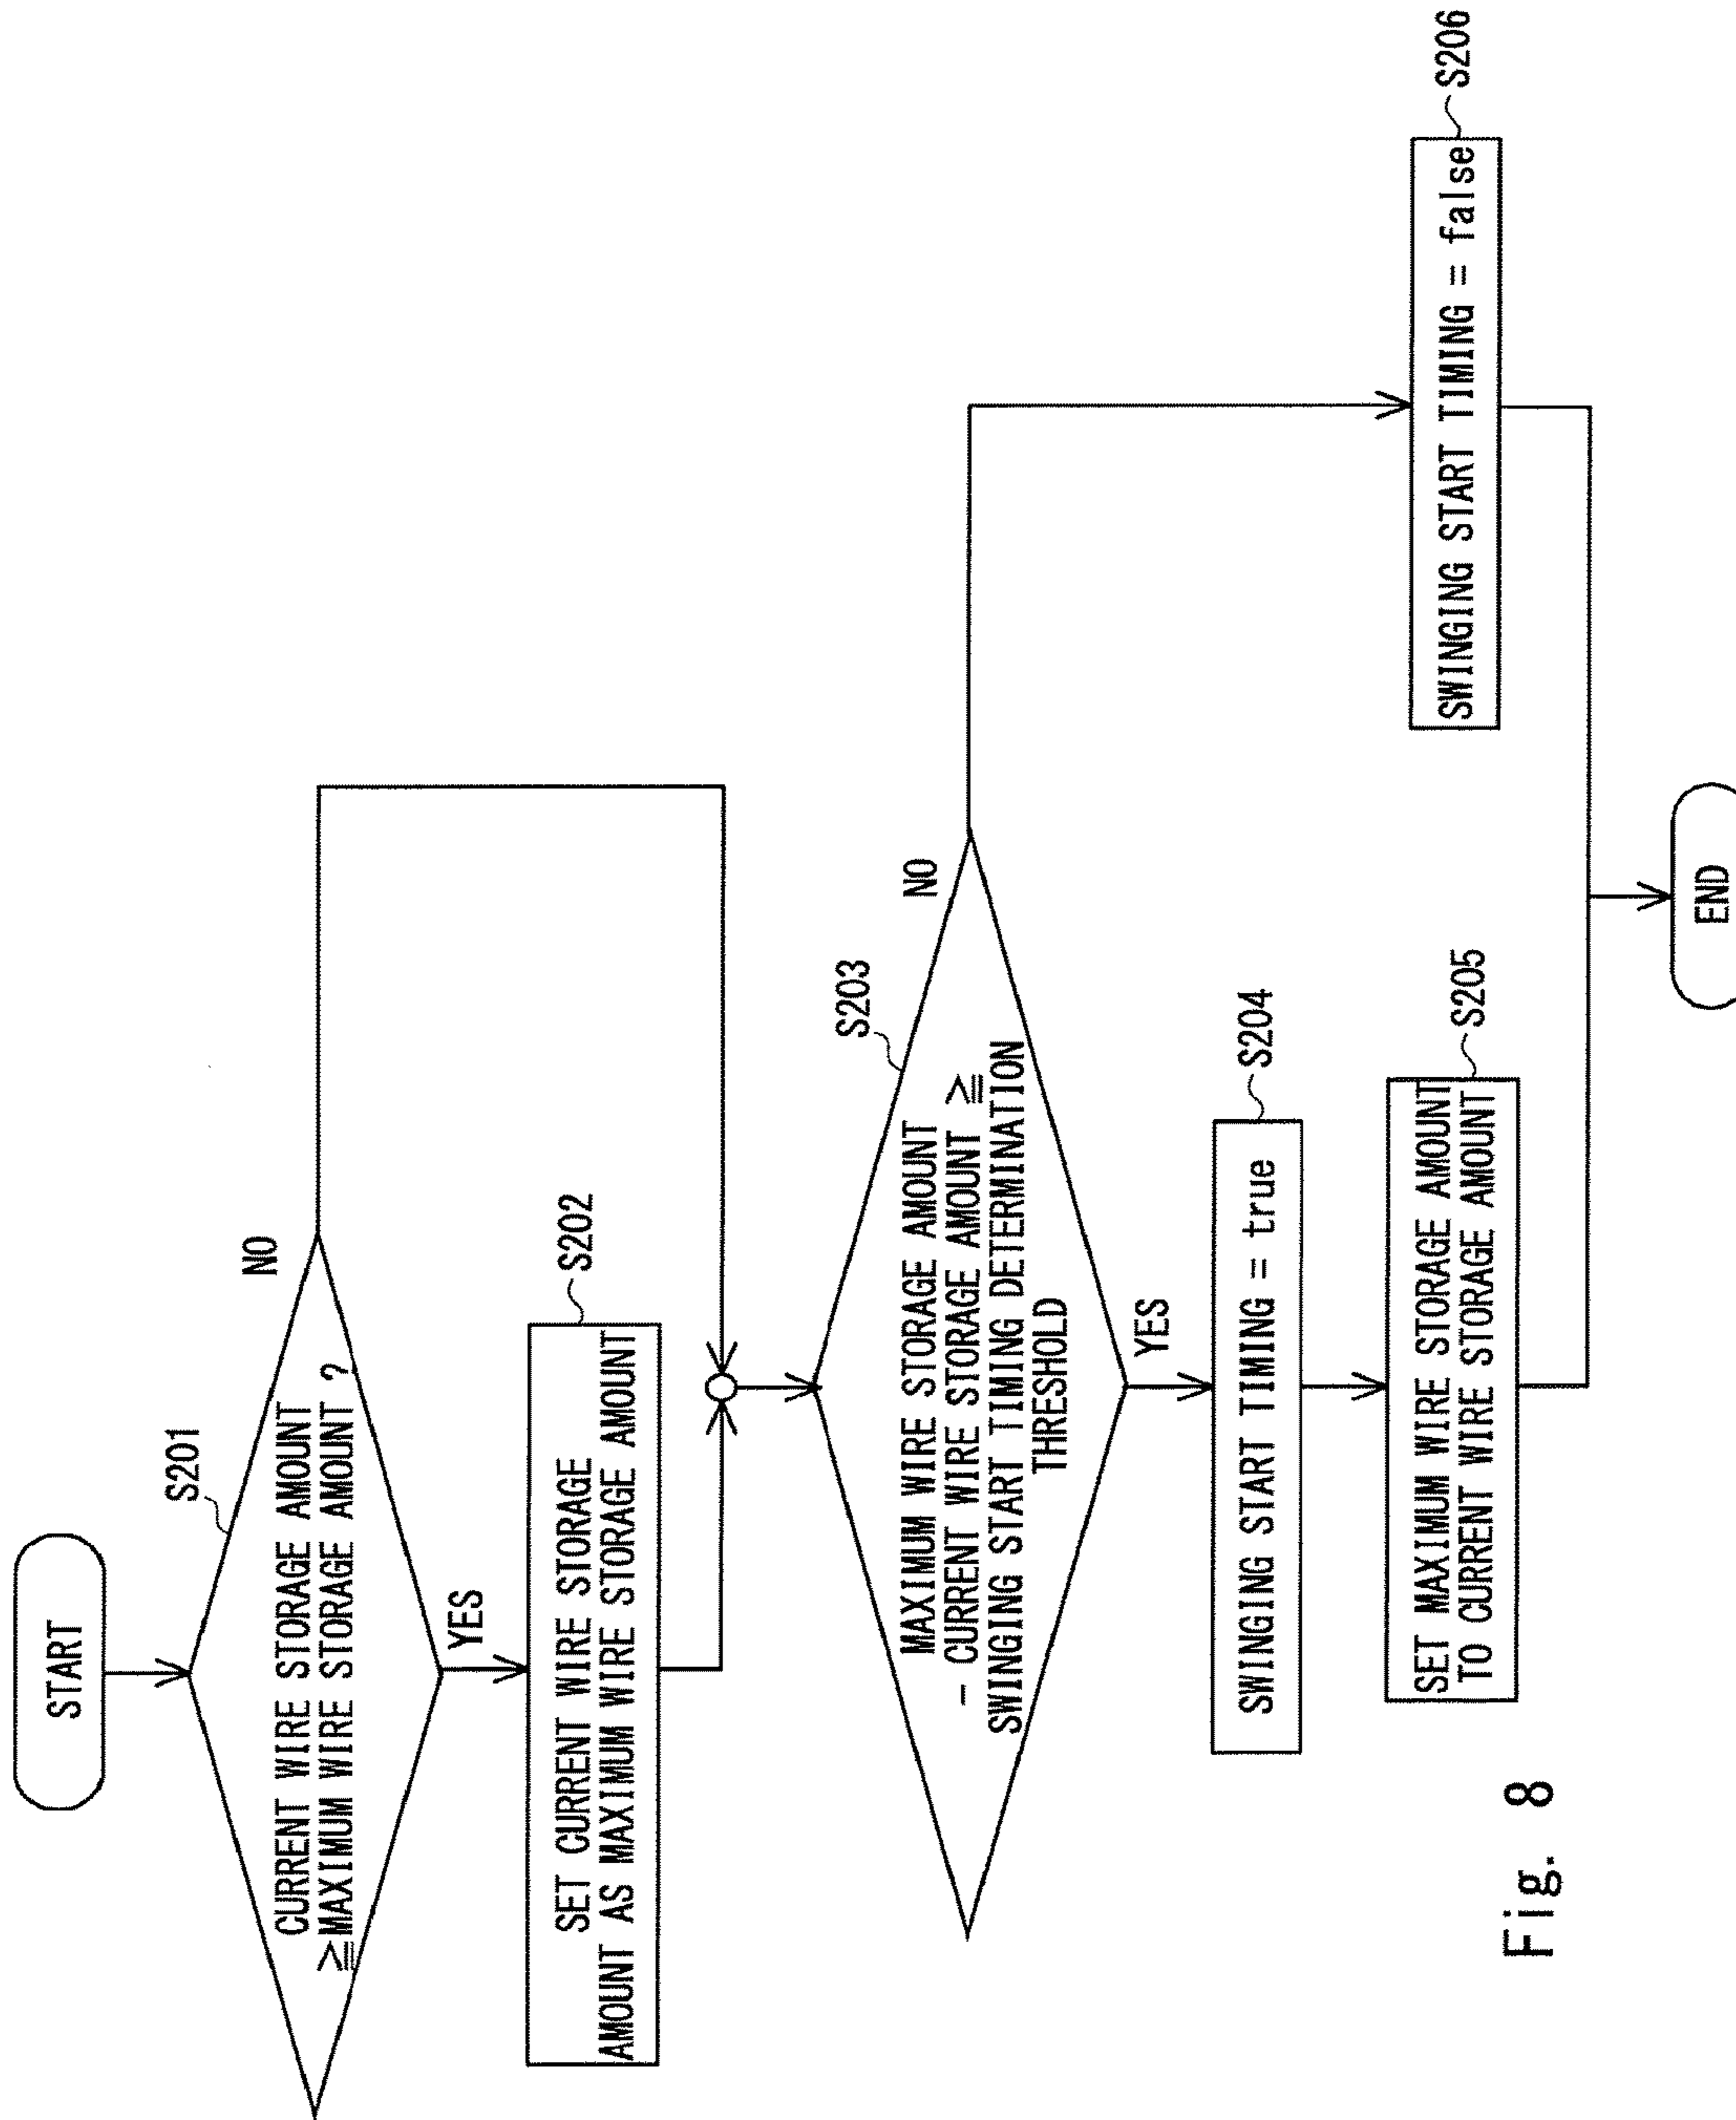 START
S201
CURRENT WIRE STORAGE AMOUNT
≧MAXIMUM WIRE STORAGE AMOUNT ?
NO
YES
S202
SET CURRENT WIRE STORAGE
AMOUNT AS MAXIMUM WIRE STORAGE AMOUNT
S203
MAXIMUM WIRE STORAGE AMOUNT
- CURRENT WIRE STORAGE AMOUNT ≧
SWINGING START TIMING DETERMINATION
THRESHOLD
NO
YES
S204
SWINGING START TIMING = true
S205
SET MAXIMUM WIRE STORAGE AMOUNT
TO CURRENT WIRE STORAGE AMOUNT
S206
SWINGING START TIMING = false
END
Fig. 8